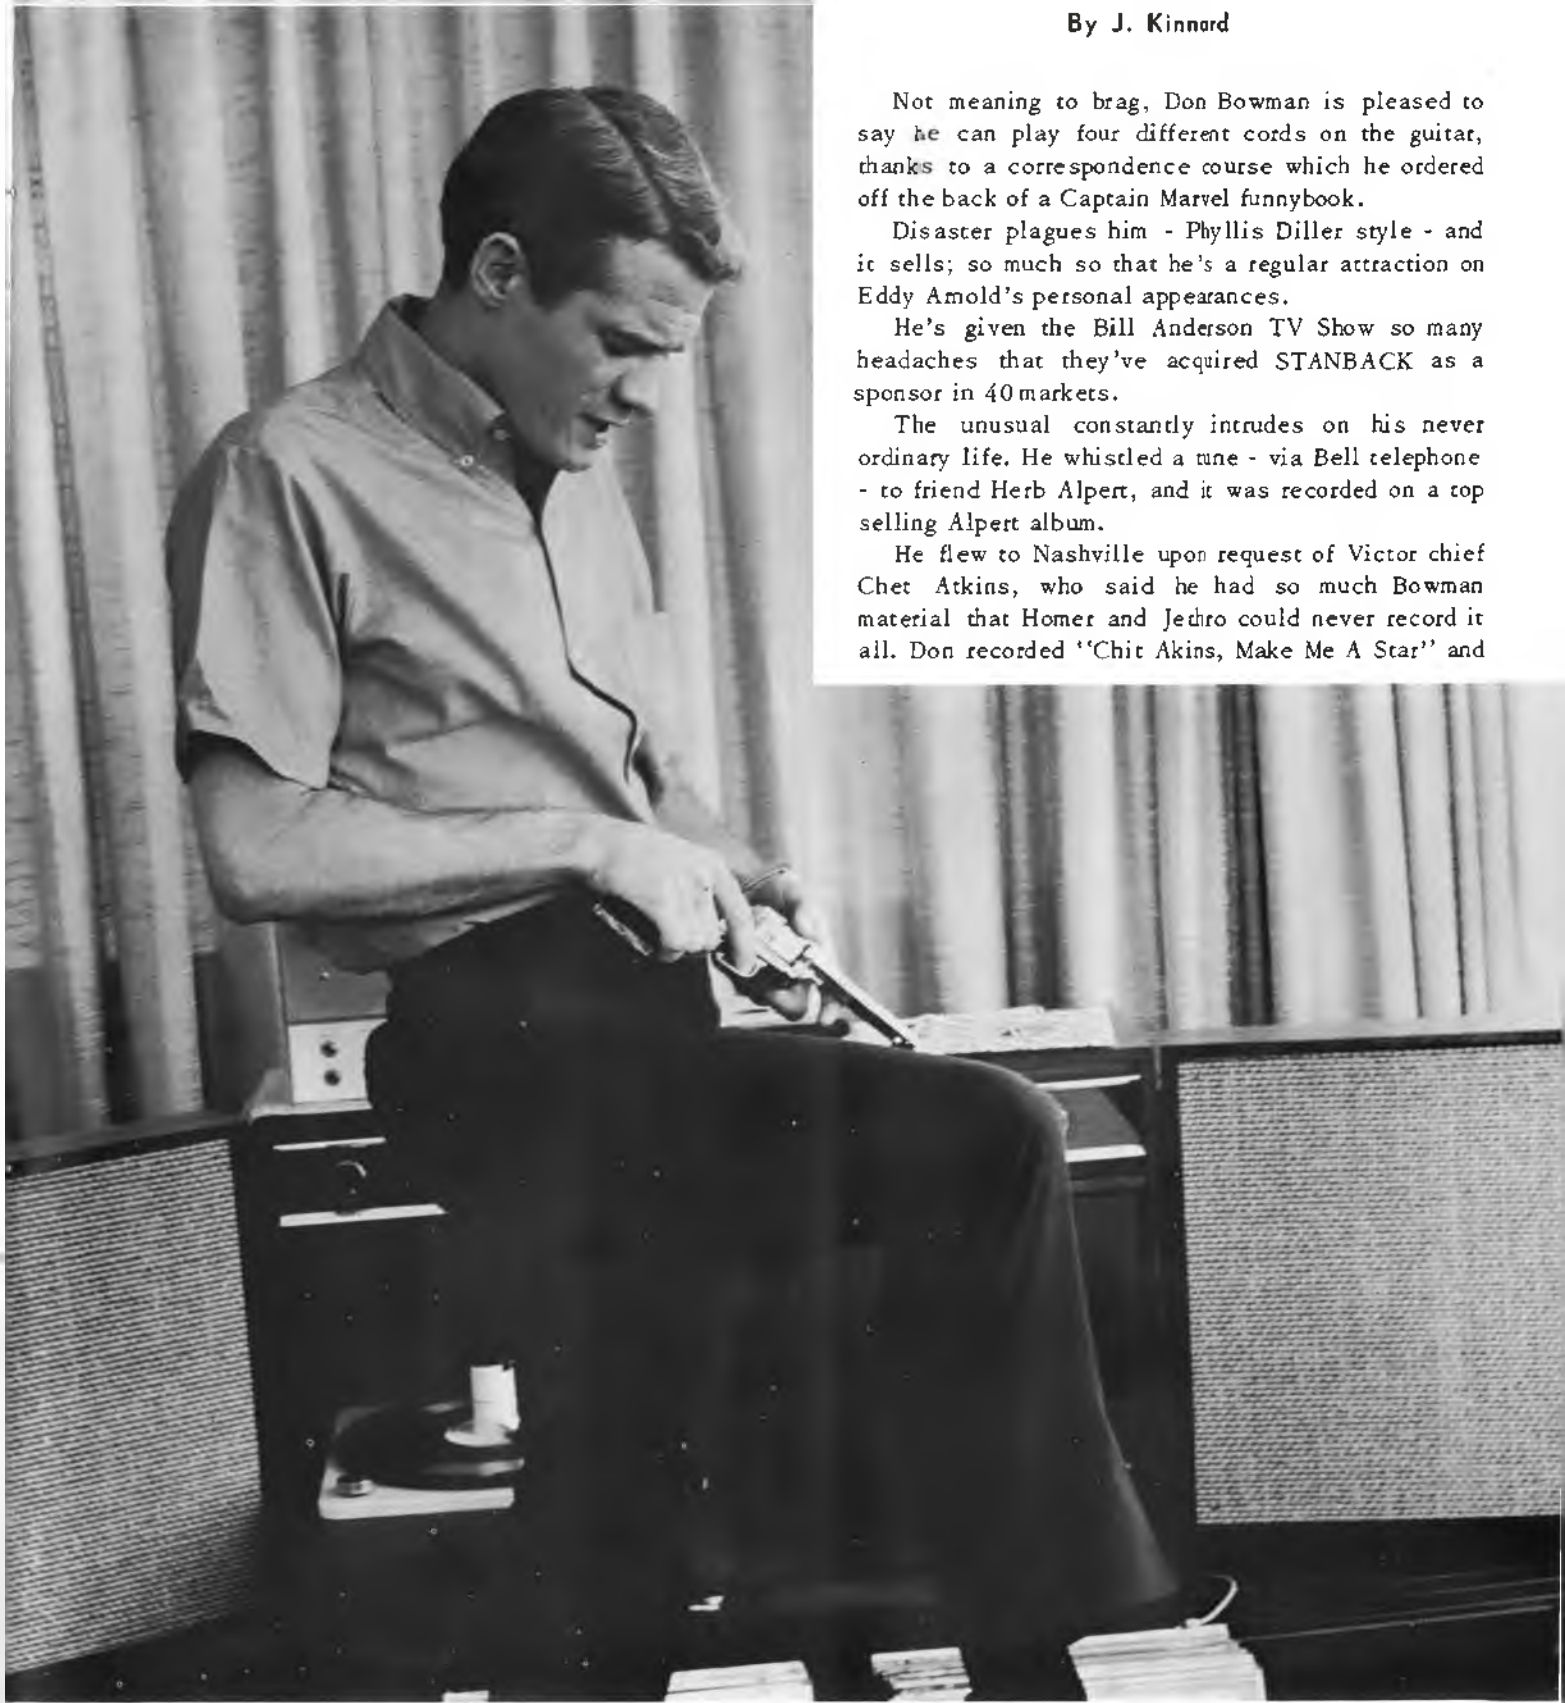 By J. Kinnard
Not meaning to brag, Don Bowman is pleased to
say he can play four different cords on the guitar,
thanks to a correspondence course which he ordered
off the back of a Captain Marvel funnybook.
Disaster plagues him - Phyllis Diller style - and
it sells; so much so that he's a regular attraction on
Eddy Arnold's personal appearances.
He's given the Bill Anderson TV Show so many
headaches that they've acquired STANBACK as a
sponsor in 40 markets.
The unusual constantly intrudes on his never
ordinary life. He whistled a tune - via Bell telephone
- to friend Herb Alpert, and it was recorded on a top
selling Alpert album.
He flew to Nashville upon request of Victor chief
Chet Atkins, who said he had so much Bowman
material that Homer and Jethro could never record it
all. Don recorded "Chit Akins, Make Me A Star" and